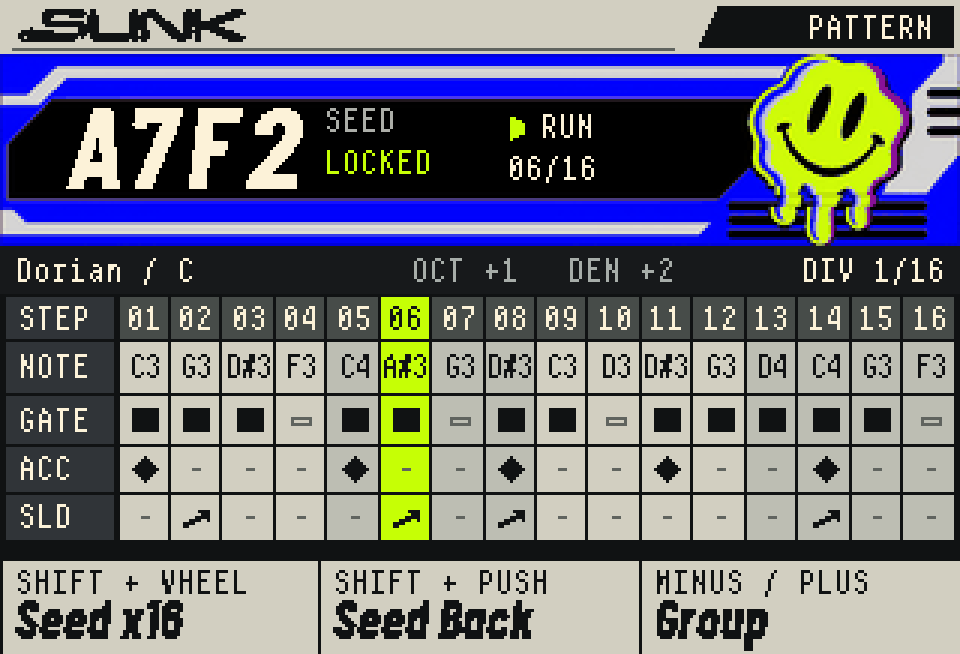 SLINK
PATTERN
A7F2
SEED
LOCKED
RUN
06/16
Dorian / C OCT +1 DEN +2 DIV 1/16
STEP 01 02 03 04 05 06 07 08 09 10 11 12 13 14 15 16
NOTE C3 G3 D#3 F3 C4 A#3 G3 D#3 C3 D3 D#3 G3 D4 C4 G3 F3
GATE
ACC - - - - - - - - - - -
SLD - - - - - - - - - - - -
SHIFT + WHEEL
Seed x16
SHIFT + PUSH
Seed Back
MINUS / PLUS
Group